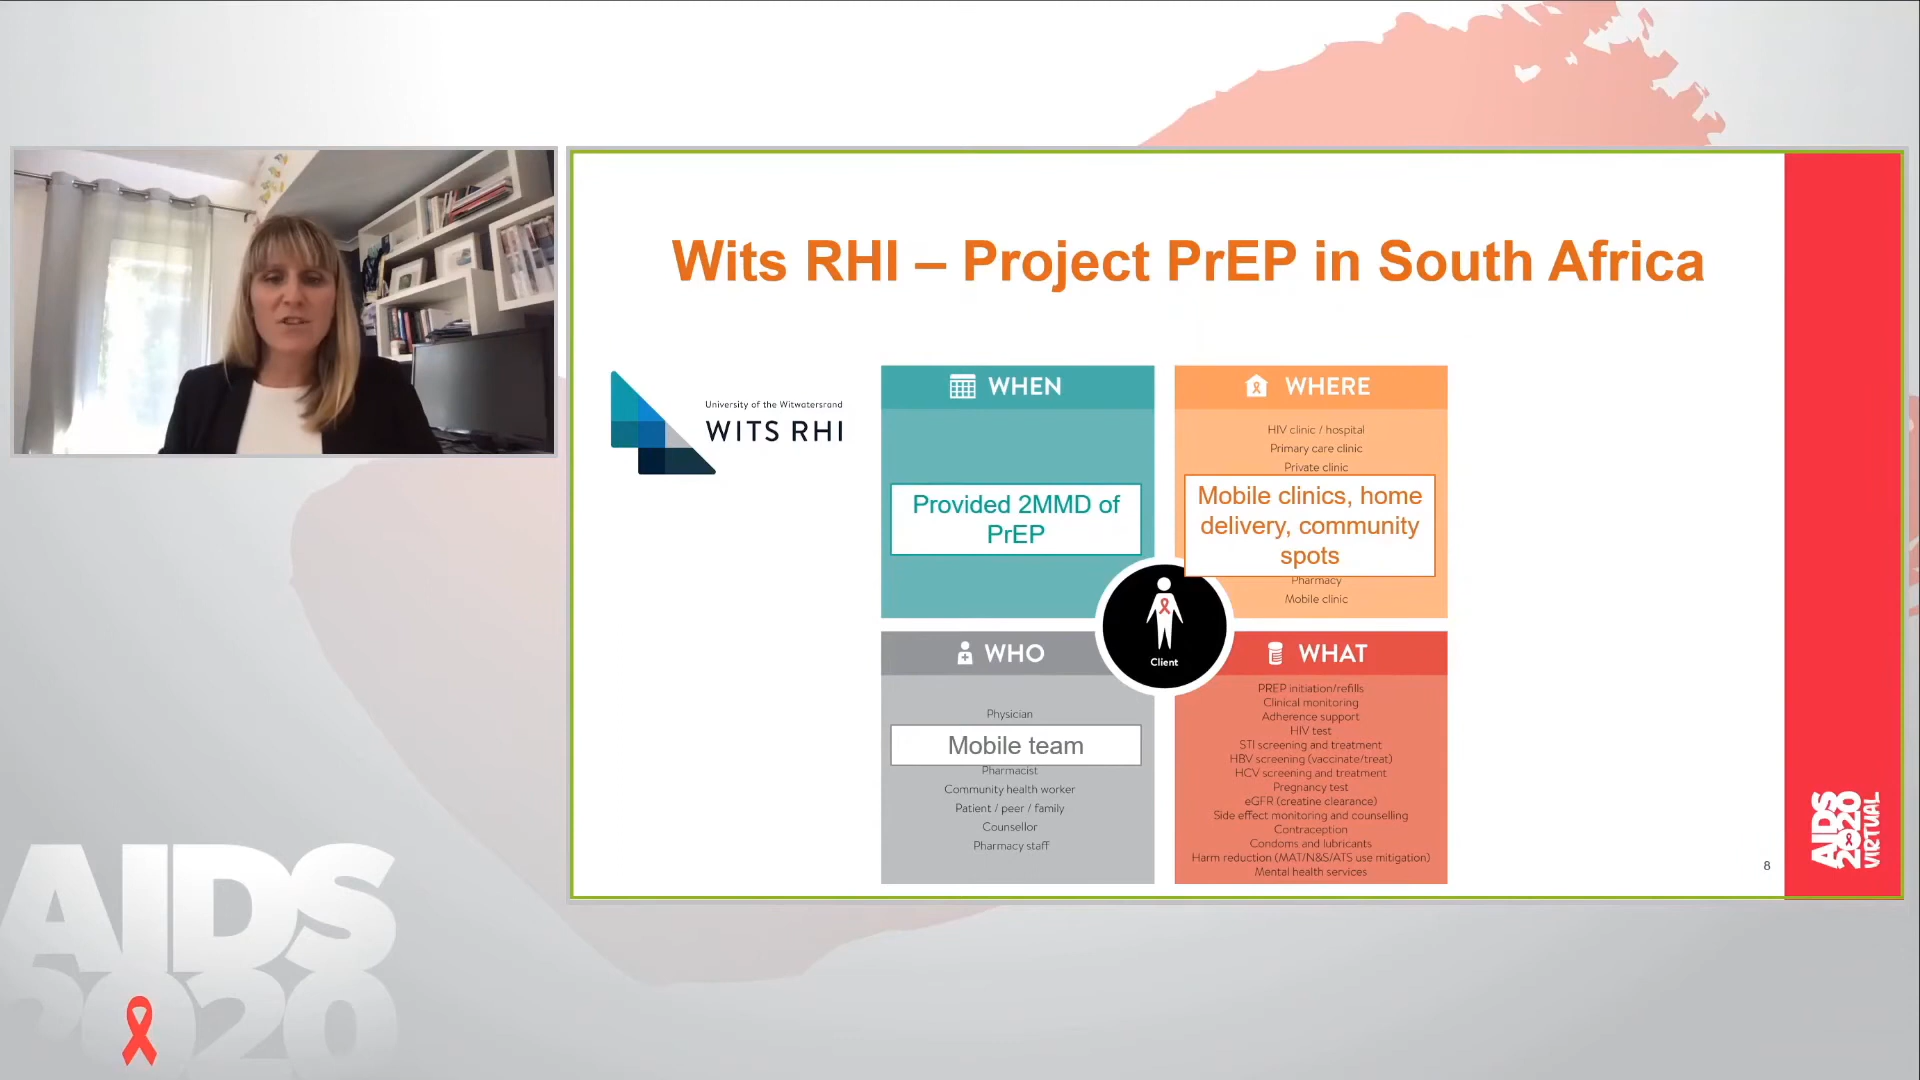 Wits RHI – Project PrEP in South Africa
University of the Witwatersrand
WITS RHI
WHEN
Provided 2MMD of
PrEP
WHERE
HIV clinic / hospital
Primary care clinic
Private clinic
Mobile clinics, home
delivery, community
spots
Pharmacy
Mobile clinic
Client
WHO
Physician
Mobile team
Pharmacist
Community health worker
Patient / peer / family
Counsellor
Pharmacy staff
WHAT
PREP initiation/refills
Clinical monitoring
Adherence support
HIV test
STI screening and treatment
HBV screening (vaccinate/treat)
HCV screening and treatment
Pregnancy test
eGFR (creatine clearance)
Side effect monitoring and counselling
Contraception
Condoms and lubricants
Harm reduction (MAT/N&S/ATS use mitigation)
Mental health services
8
AIDS
2020
VIRTUAL
AIDS
2020